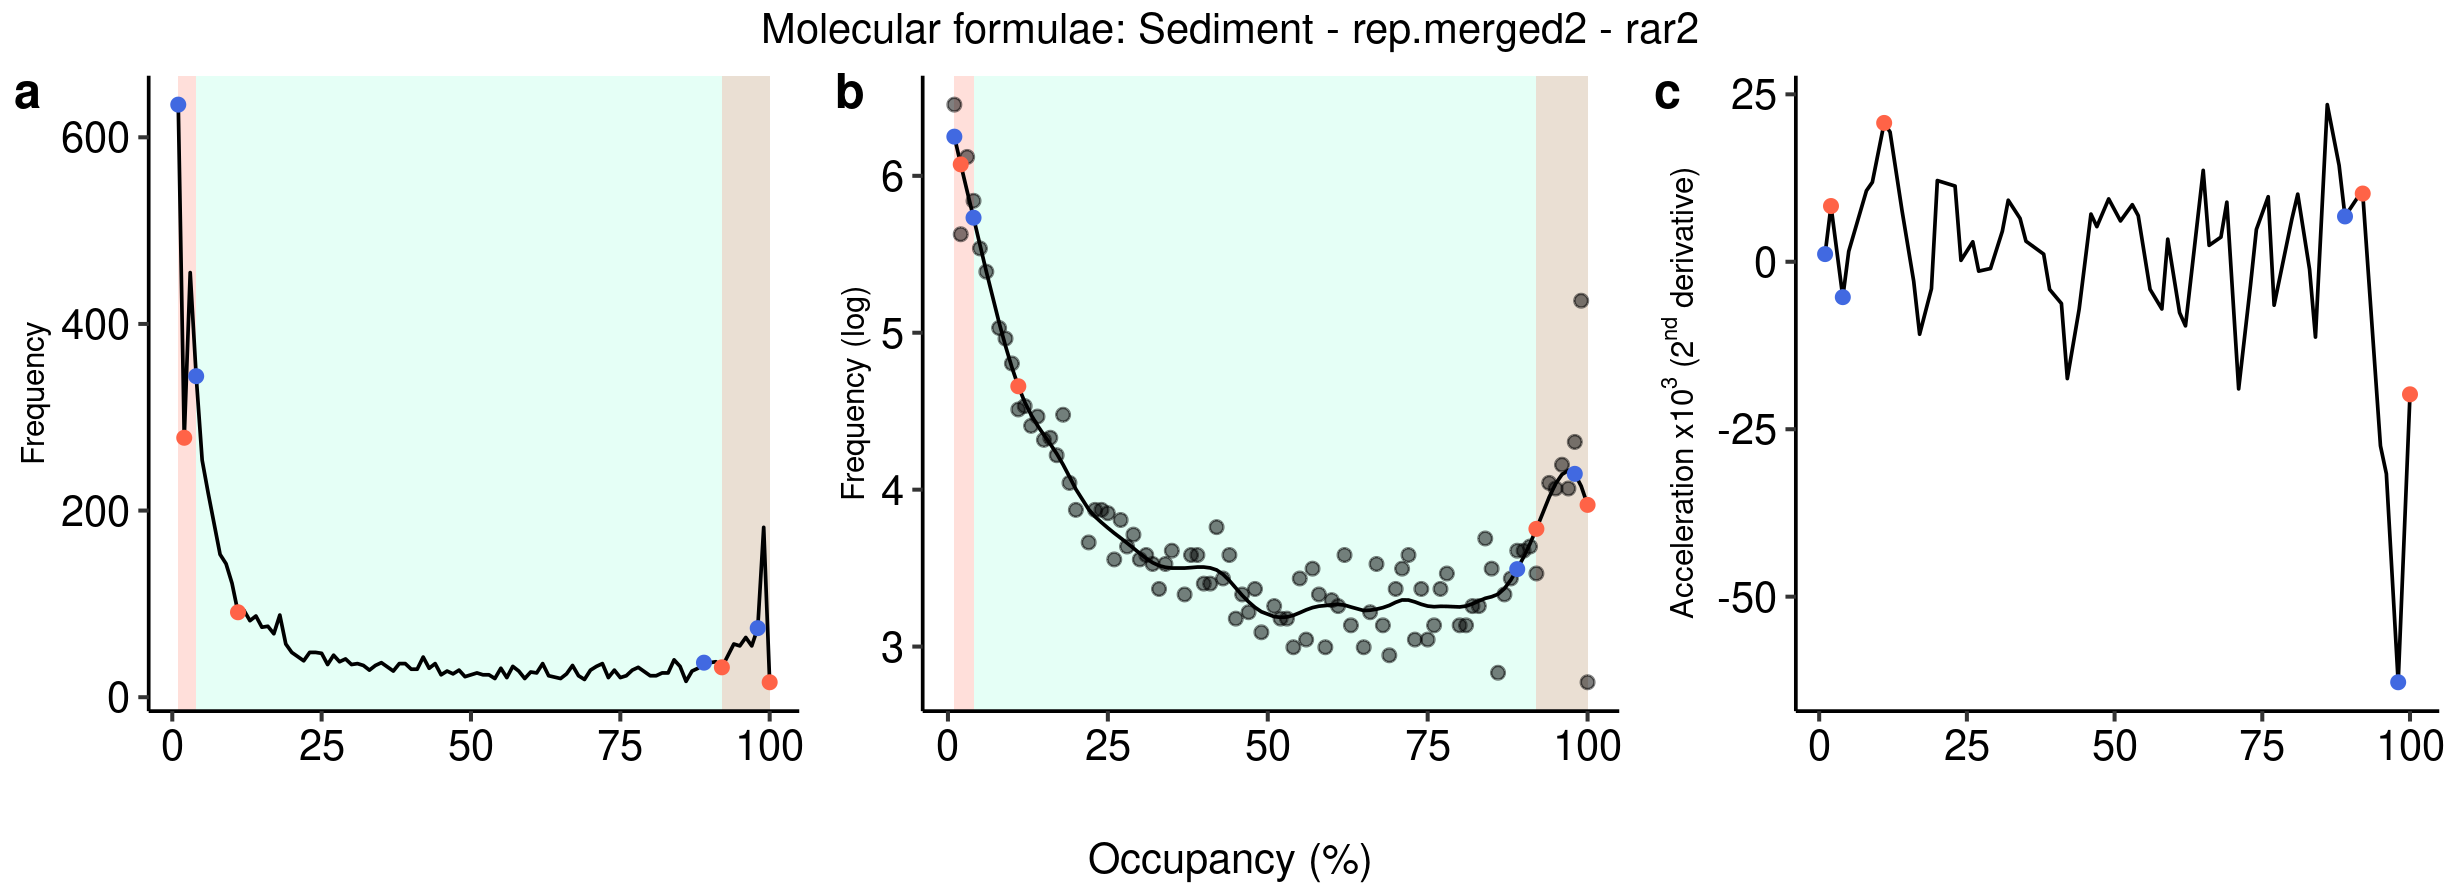 Molecular formulae: Sediment - rep.merged2 - rar2
a
Frequency
600
400
200
0
0 25 50 75 100
b
Frequency (log)
6
5
4
3
0 25 50 75 100
c
Acceleration x10³ (2ⁿᵈ derivative)
25
0
-25
-50
0 25 50 75 100
Occupancy (%)